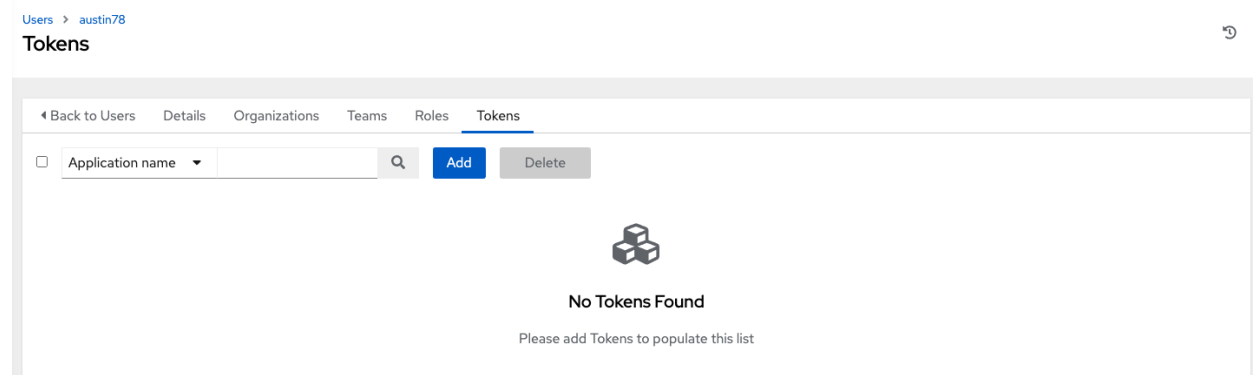 Users > austin78
Tokens
Back to Users Details Organizations Teams Roles Tokens
Application name Add Delete
No Tokens Found
Please add Tokens to populate this list